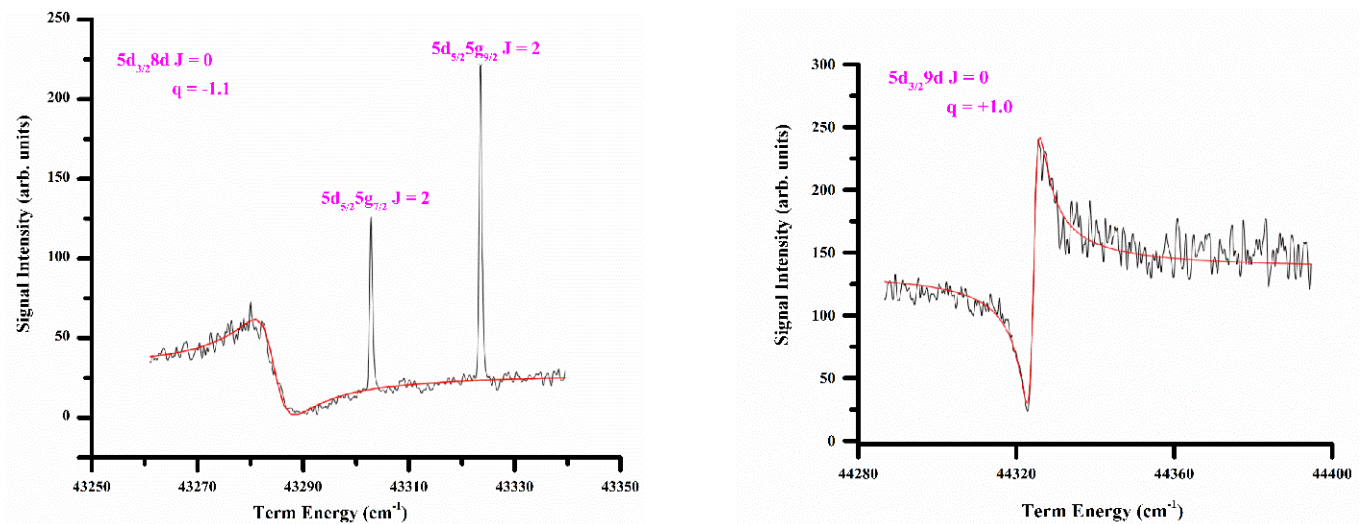 250
200
150
100
50
0
Signal Intensity (arb. units)
5d3/28d J = 0
q = -1.1
5d5/25g9/2 J = 2
5d5/25g7/2 J = 2
43250 43270 43290 43310 43330 43350
Term Energy (cm-1)
300
250
200
150
100
50
0
Signal Intensity (arb. units)
5d3/29d J = 0
q = +1.0
44280 44320 44360 44400
Term Energy (cm-1)